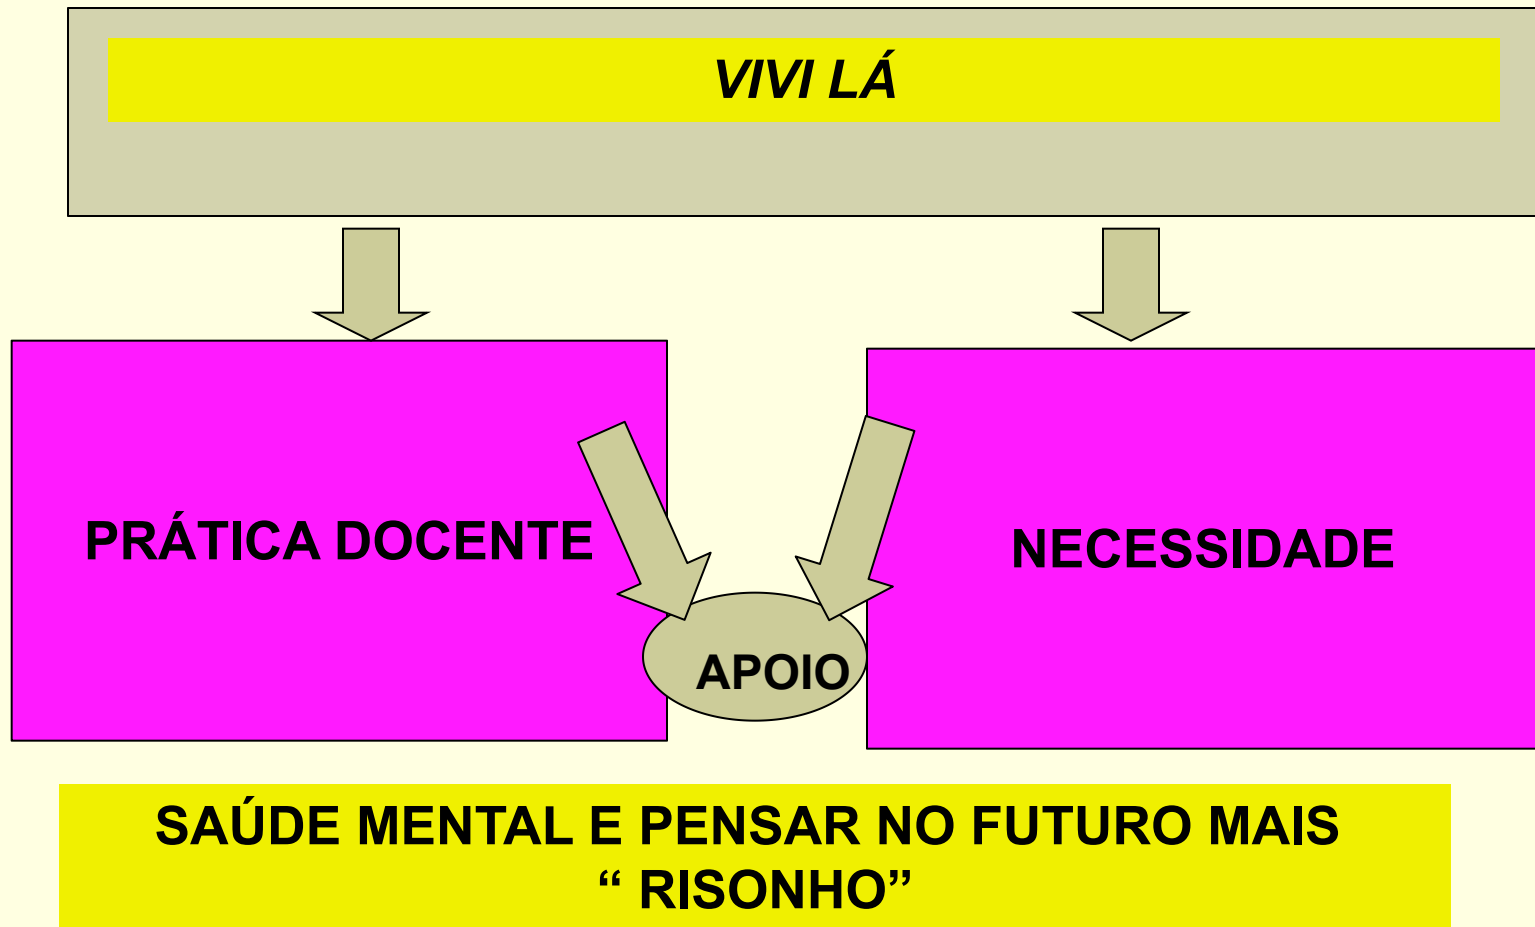 VIVI LÁ
PRÁTICA DOCENTE
NECESSIDADE
APOIO
SAÚDE MENTAL E PENSAR NO FUTURO MAIS
“ RISONHO”